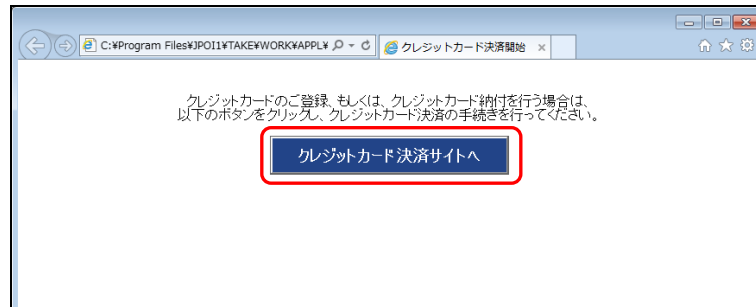 C:¥Program Files¥JPOI1¥TAKE¥WORK¥APPL¥
クレジットカード決済開始
クレジットカードのご登録、もしくは、クレジットカード納付を行う場合は、
以下のボタンをクリックし、クレジットカード決済の手続きを行ってください。
クレジットカード決済サイトへ